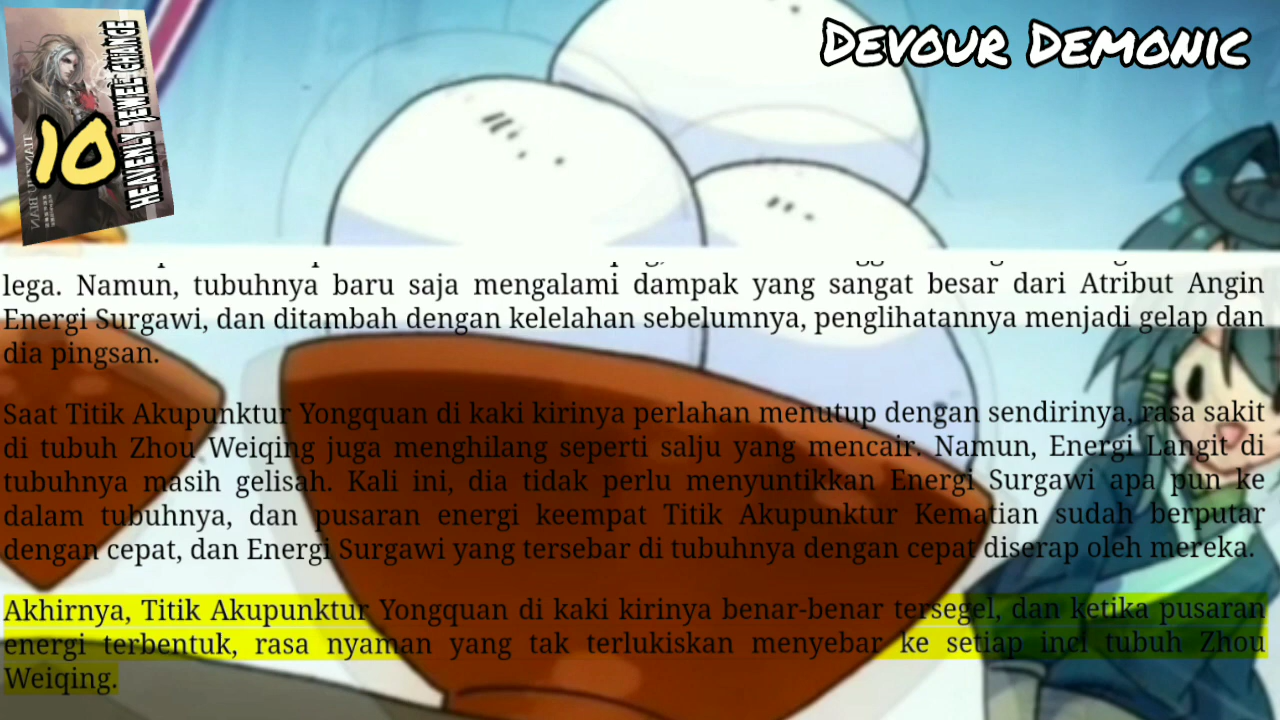 DEVOUR DEMONIC
HEAVENLY JEWEL CHANGE
10
lega. Namun, tubuhnya baru saja mengalami dampak yang sangat besar dari Atribut Angin
Energi Surgawi, dan ditambah dengan kelelahan sebelumnya, penglihatannya menjadi gelap dan
dia pingsan.
Saat Titik Akupunktur Yongquan di kaki kirinya perlahan menutup dengan sendirinya, rasa sakit
di tubuh Zhou Weiqing juga menghilang seperti salju yang mencair. Namun, Energi Langit di
tubuhnya masih gelisah. Kali ini, dia tidak perlu menyuntikkan Energi Surgawi apa pun ke
dalam tubuhnya, dan pusaran energi keempat Titik Akupunktur Kematian sudah berputar
dengan cepat, dan Energi Surgawi yang tersebar di tubuhnya dengan cepat diserap oleh mereka.
Akhirnya, Titik Akupunktur Yongquan di kaki kirinya benar-benar tersegel, dan ketika pusaran
energi terbentuk, rasa nyaman yang tak terlukiskan menyebar ke setiap inci tubuh Zhou
Weiqing.